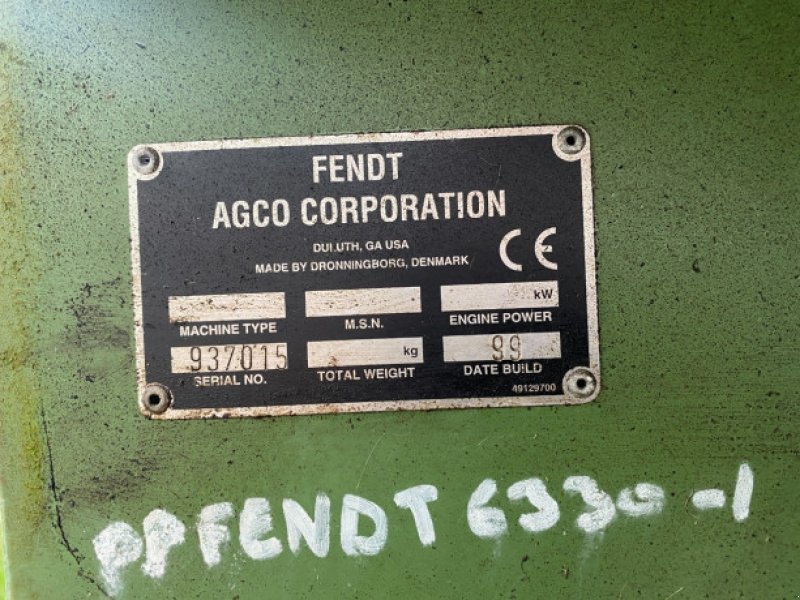 FENDT
AGCO CORPORATION
DULUTH, GA USA
MADE BY DRONNINGBORG, DENMARK
CE
kW
MACHINE TYPE M.S.N. ENGINE POWER
937015 kg 99
SERIAL NO. TOTAL WEIGHT DATE BUILD
49129700
PPFENDT 6330-1